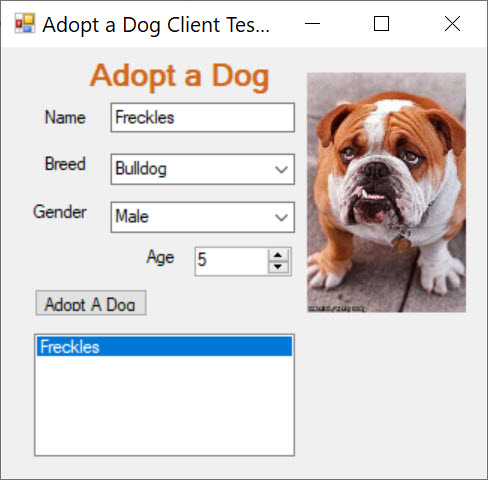 Adopt a Dog Client Tes...
Adopt a Dog
Name
Freckles
Breed
Bulldog
Gender
Male
Age
5
Adopt A Dog
Freckles